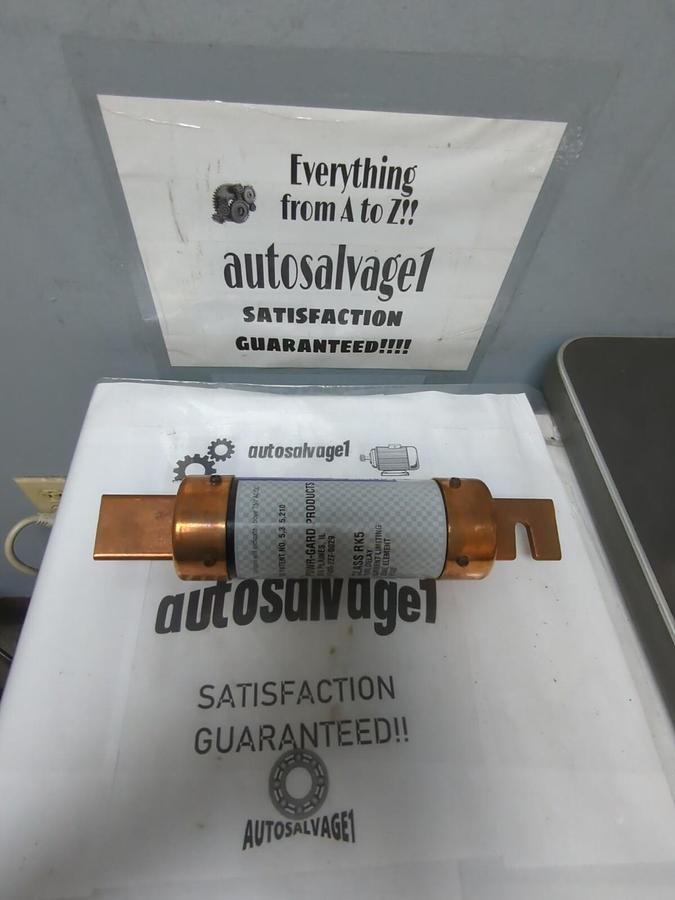 Everything
from A to Z!!
autosalvage1
SATISFACTION
GUARANTEED!!!!
autosalvage1
PRODUCTS
CLASS RK5
autosalvage1
SATISFACTION
GUARANTEED!!
AUTOSALVAGE1